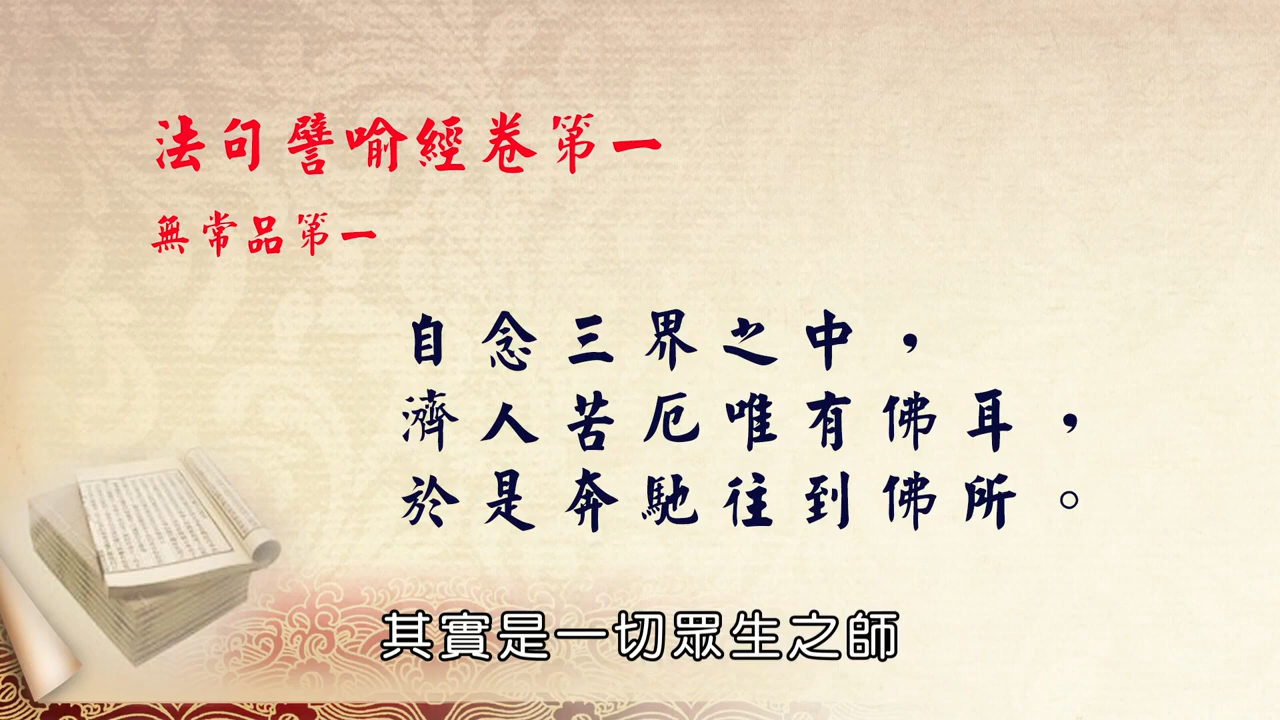 法句譬喻經卷第一
無常品第一
自念三界之中，
濟人苦厄唯有佛耳，
於是奔馳往到佛所。
其實是一切眾生之師